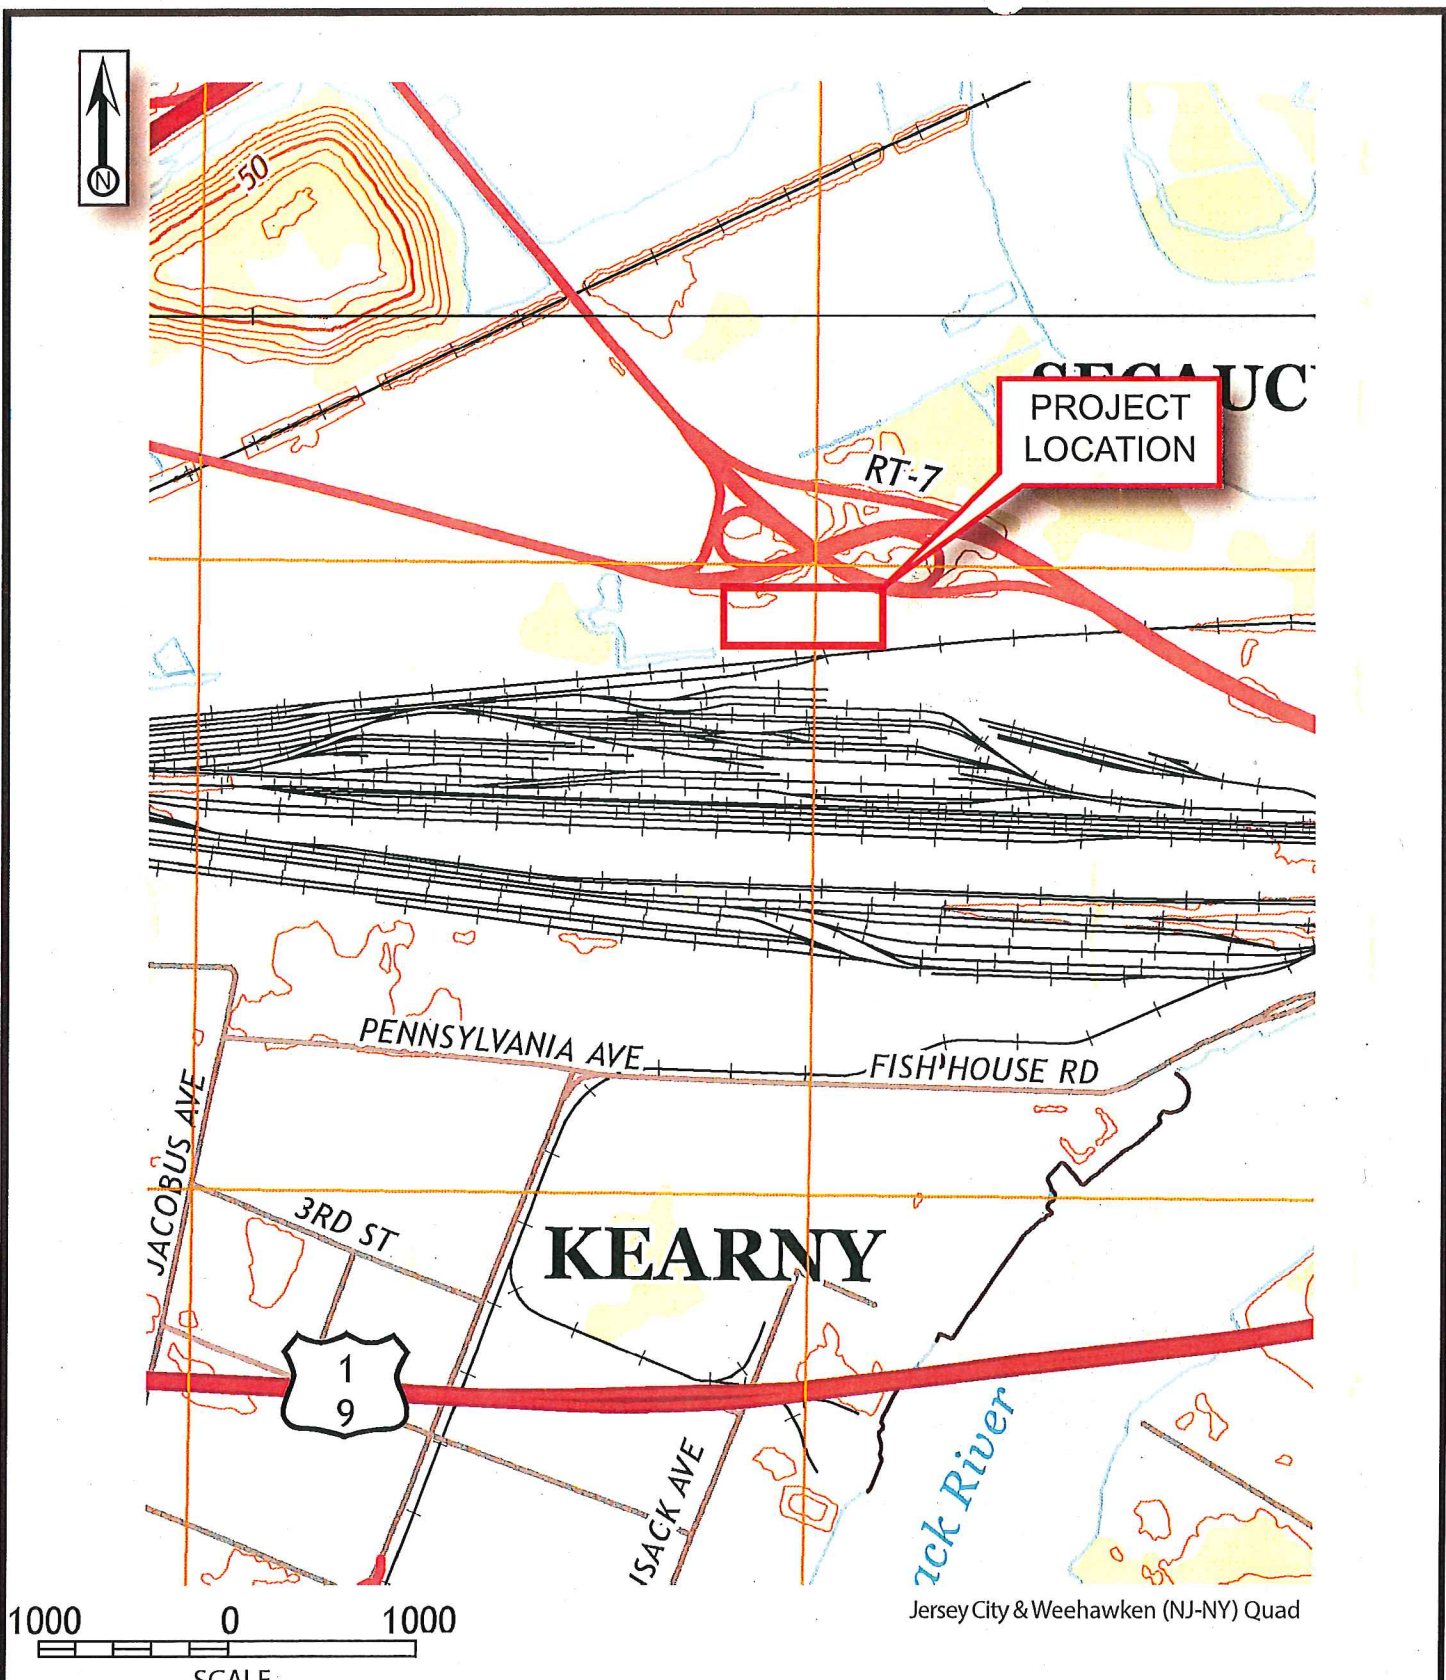 N
50
SECAUC
PROJECT
LOCATION
RT-7
PENNSYLVANIA AVE
FISH HOUSE RD
JACOBUS AVE
3RD ST
KEARNY
1
9
ISACK AVE
ack River
Jersey City & Weehawken (NJ-NY) Quad
1000 0 1000
SCALE